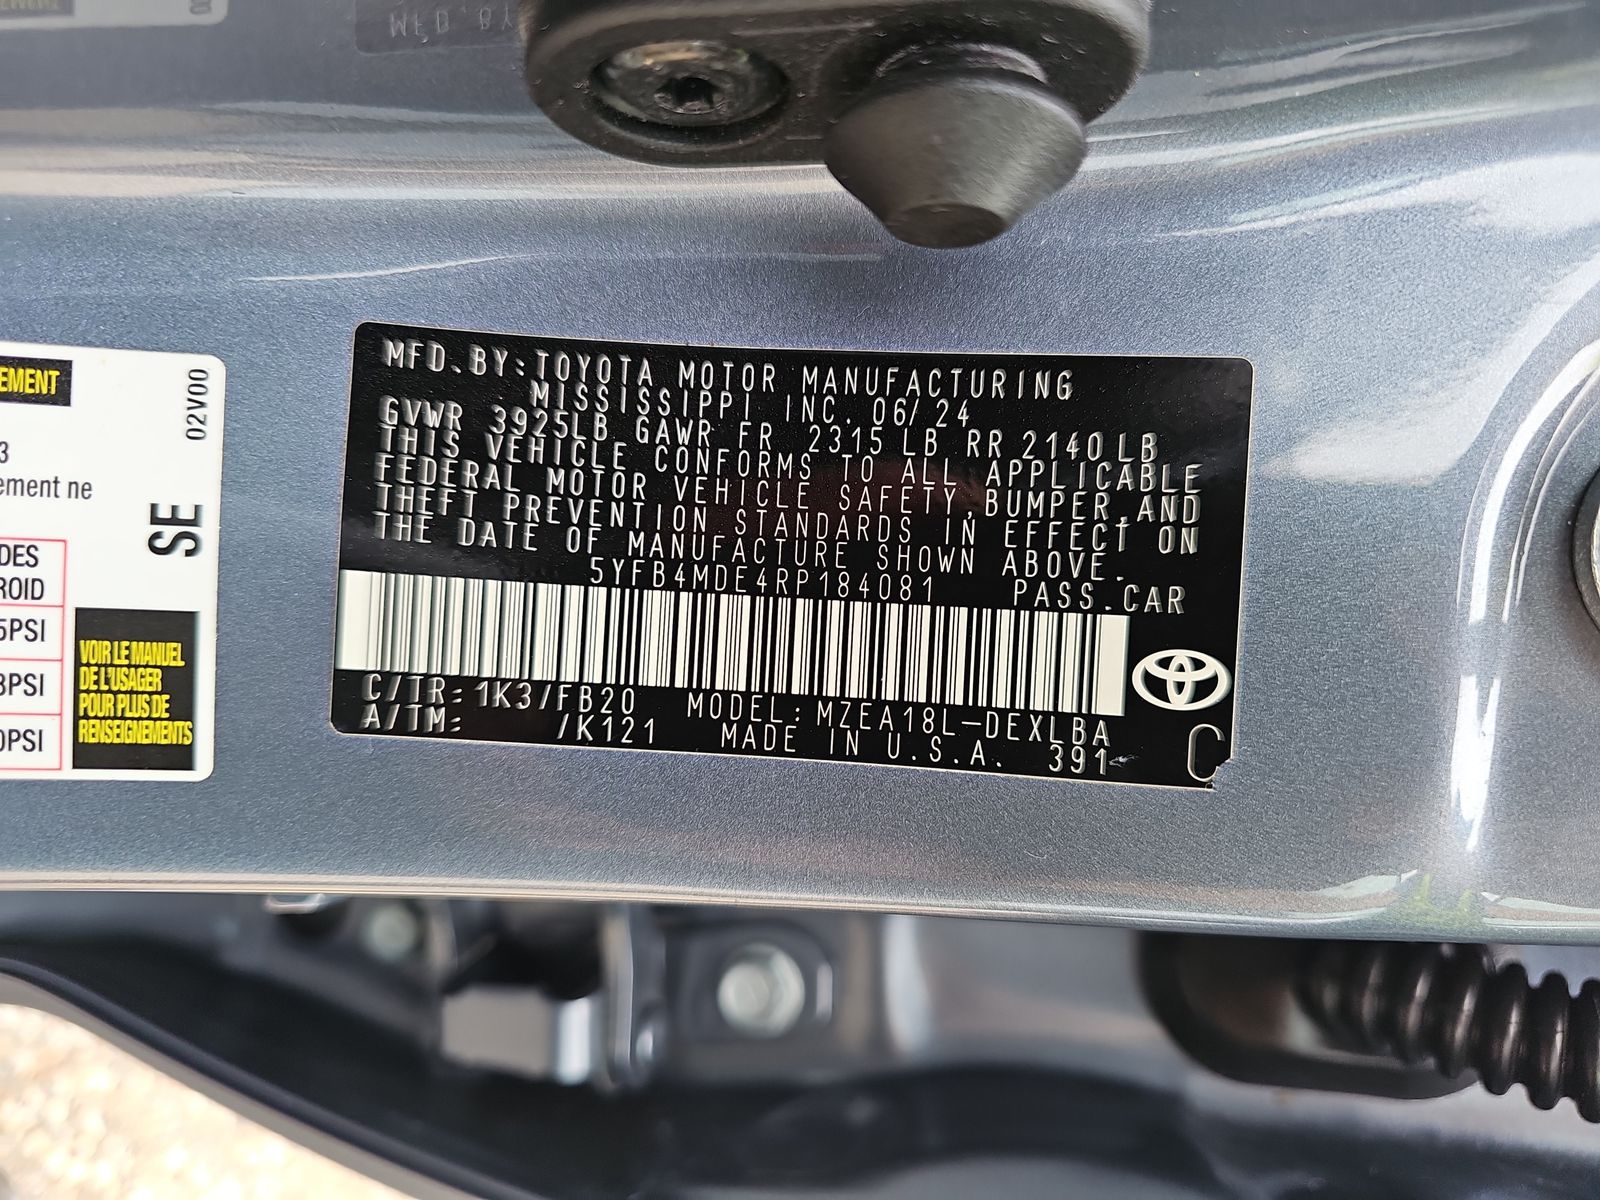 EMENT
02V00
3
ement ne
SE
DES
ROID
5PSI
3PSI
0PSI
VOIR LE MANUEL
DE L'USAGER
POUR PLUS DE
RENSEIGNEMENTS
MFD.BY:TOYOTA MOTOR MANUFACTURING
MISSISSIPPI INC. 06/24
GVWR 3925LB GAWR FR 2315LB RR 2140LB
THIS VEHICLE CONFORMS TO ALL APPLICABLE
FEDERAL MOTOR VEHICLE SAFETY,BUMPER,AND
THEFT PREVENTION STANDARDS IN EFFECT ON
THE DATE OF MANUFACTURE SHOWN ABOVE.
5YFB4MDE4RP184081 PASS.CAR
C/TR:1K3/FB20 MODEL:MZEA18L-DEXLBA
A/TM: /K121 MADE IN U.S.A. 391
C